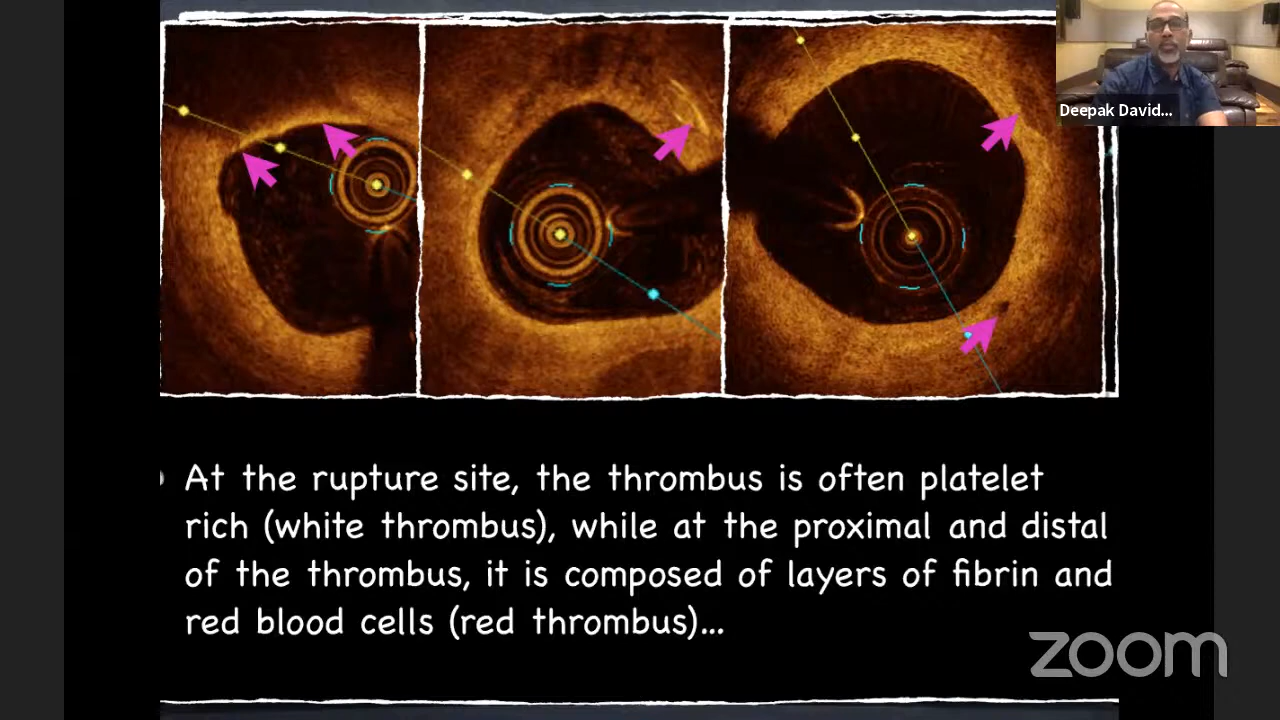 Deepak David...
At the rupture site, the thrombus is often platelet
rich (white thrombus), while at the proximal and distal
of the thrombus, it is composed of layers of fibrin and
red blood cells (red thrombus)...
zoom